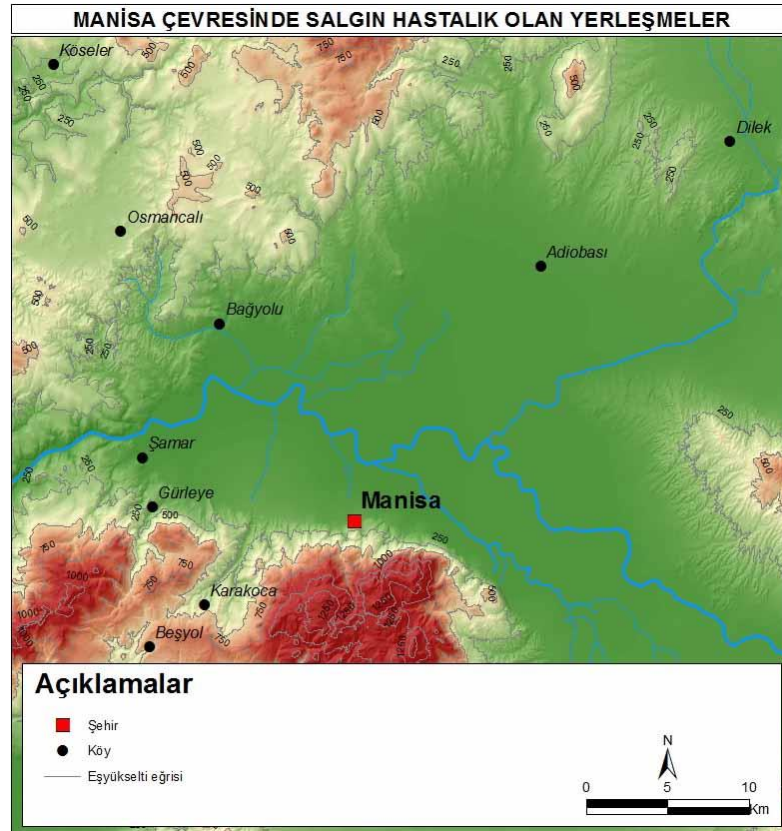 MANİSA ÇEVRESİNDE SALGIN HASTALIK OLAN YERLEŞMELER
Köseler
Dilek
Osmancalı
Adiobası
Bağyolu
Şamar
Gürleye
Manisa
Karakoca
Beşyol
250
500
750
1000
1250
Açıklamalar
Şehir
Köy
Eşyükselti eğrisi
N
0 5 10
Km